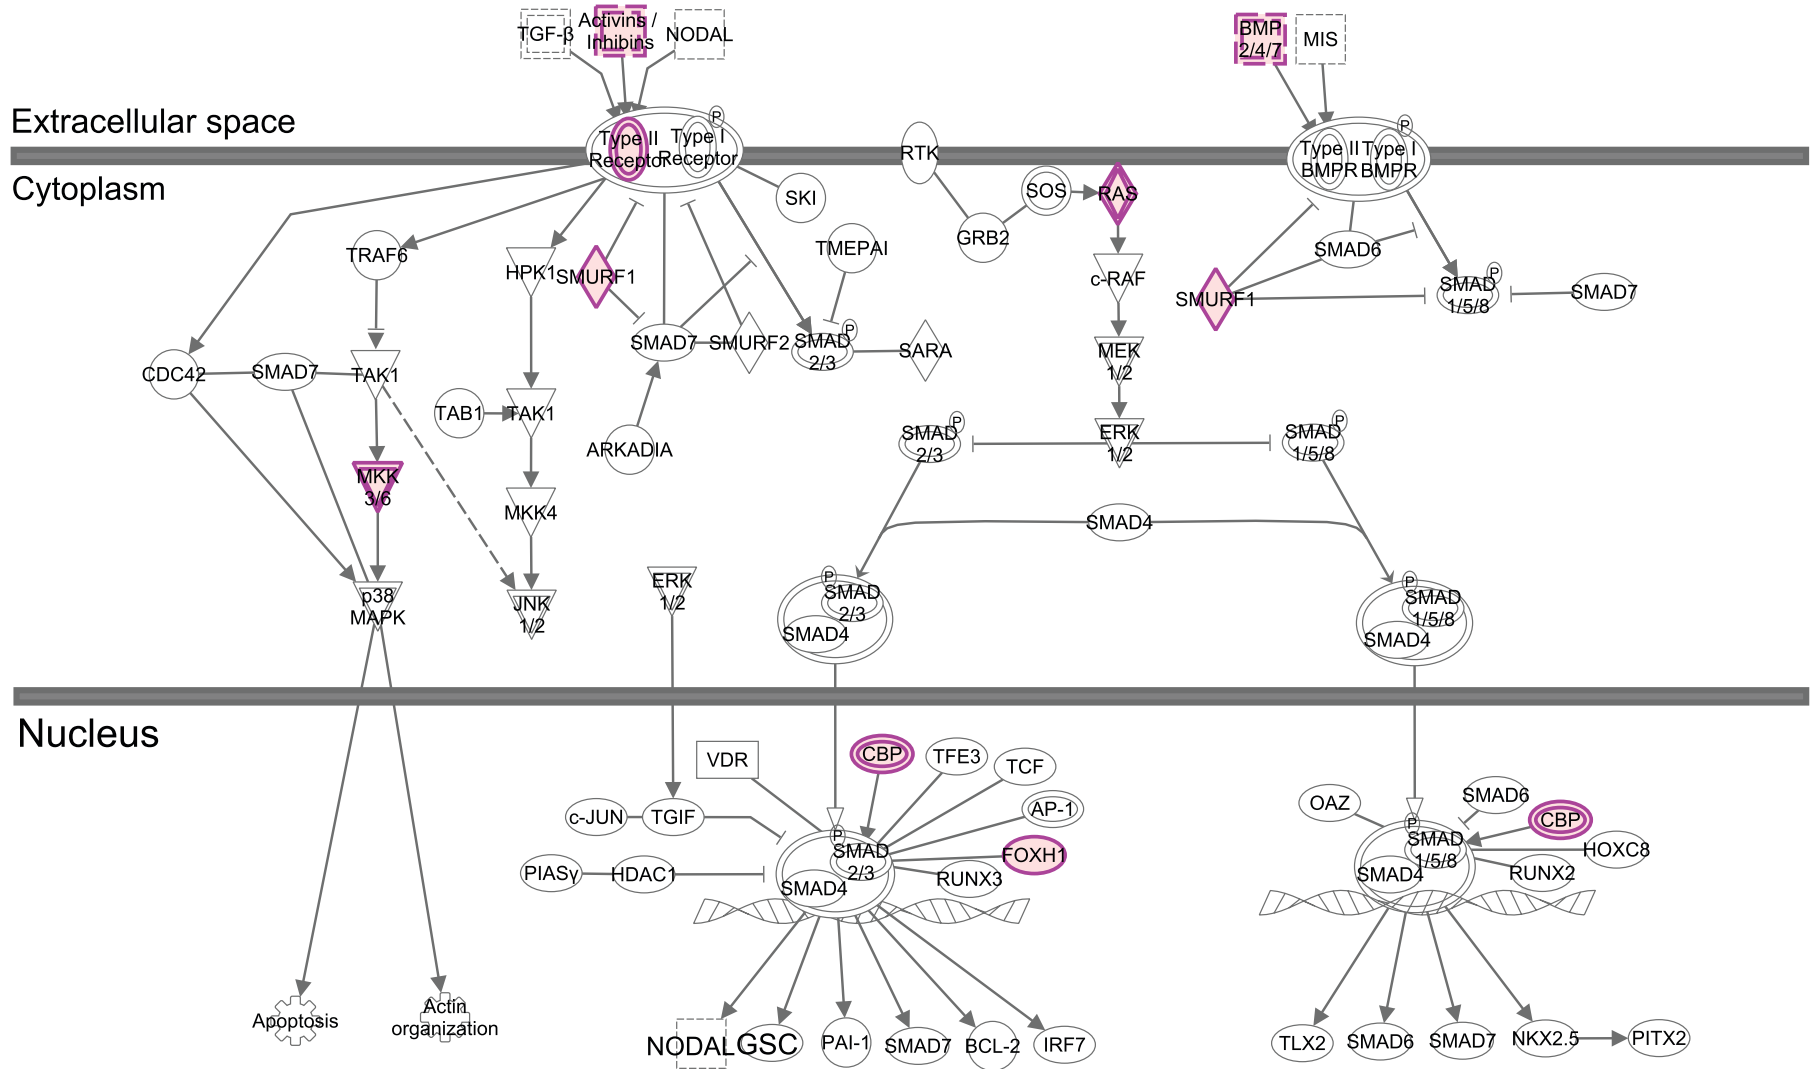 TGF-β
Activins /
Inhibins
NODAL
BMP
2/4/7
MIS
Extracellular space
P
Type II
Receptor
Type I
Receptor
RTK
P
Type II
BMPR
Type I
BMPR
Cytoplasm
SKI
SOS
RAS
TRAF6
TMEPAI
GRB2
SMAD6
HPK1
SMURF1
c-RAF
SMURF1
P
SMAD
1/5/8
SMAD7
CDC42
SMAD7
TAK1
SMAD7
SMURF2
P
SMAD
2/3
SARA
MEK
1/2
TAB1
TAK1
ARKADIA
P
SMAD
2/3
ERK
1/2
P
SMAD
1/5/8
MKK
3/6
MKK4
SMAD4
p38
MAPK
JNK
1/2
ERK
1/2
P
SMAD
2/3
SMAD4
P
SMAD
1/5/8
SMAD4
Nucleus
VDR
CBP
TFE3
TCF
AP-1
c-JUN
TGIF
FOXH1
PIASγ
HDAC1
RUNX3
P
SMAD
2/3
SMAD4
OAZ
SMAD6
CBP
HOXC8
RUNX2
P
SMAD
1/5/8
SMAD4
Apoptosis
Actin
organization
NODAL
GSC
PAI-1
SMAD7
BCL-2
IRF7
TLX2
SMAD6
SMAD7
NKX2.5
PITX2